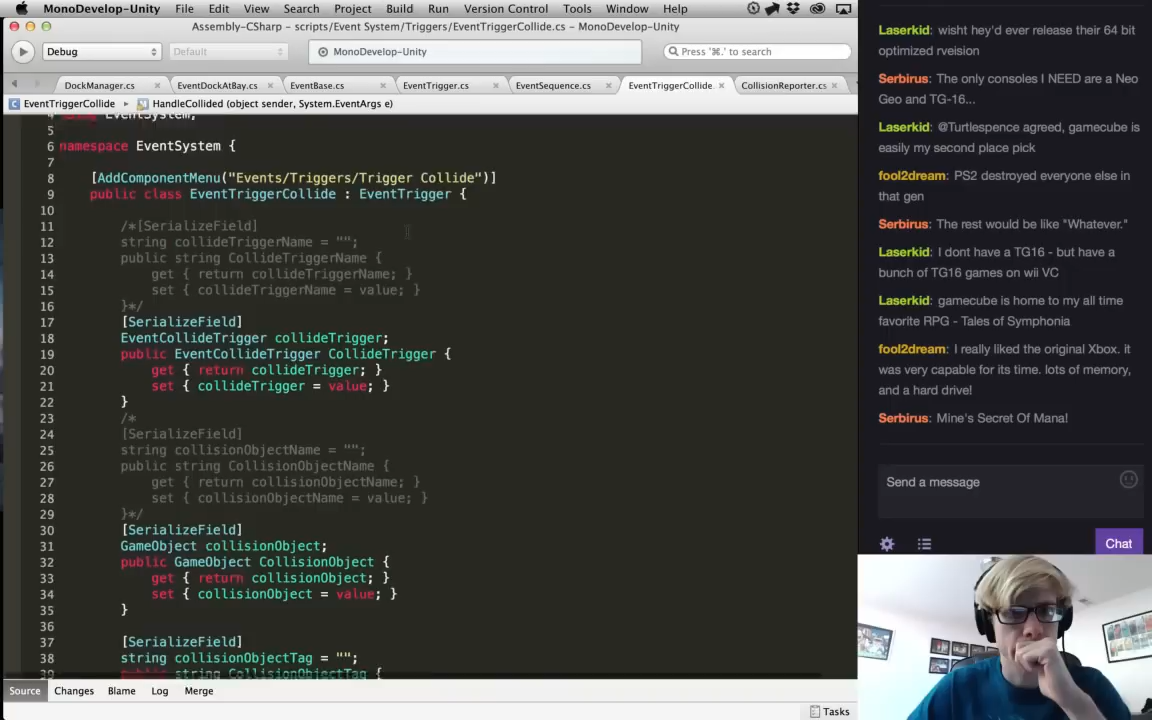 MonoDevelop-Unity File Edit View Search Project Build Run Version Control Tools Window Help
Assembly-CSharp - scripts/Event System/Triggers/EventTriggerCollide.cs - MonoDevelop-Unity
Debug Default MonoDevelop-Unity Press '⌘.' to search
DockManager.cs EventDockAtBay.cs EventBase.cs EventTrigger.cs EventSequence.cs EventTriggerCollide CollisionReporter.cs
EventTriggerCollide HandleCollided (object sender, System.EventArgs e)
4 using EventSystem;
5
6 namespace EventSystem {
7
8 [AddComponentMenu("Events/Triggers/Trigger Collide")]
9 public class EventTriggerCollide : EventTrigger {
10
11 /*[SerializeField]
12 string collideTriggerName = "";
13 public string CollideTriggerName {
14 get { return collideTriggerName; }
15 set { collideTriggerName = value; }
16 }*/
17 [SerializeField]
18 EventCollideTrigger collideTrigger;
19 public EventCollideTrigger CollideTrigger {
20 get { return collideTrigger; }
21 set { collideTrigger = value; }
22 }
23 /*
24 [SerializeField]
25 string collisionObjectName = "";
26 public string CollisionObjectName {
27 get { return collisionObjectName; }
28 set { collisionObjectName = value; }
29 }*/
30 [SerializeField]
31 GameObject collisionObject;
32 public GameObject CollisionObject {
33 get { return collisionObject; }
34 set { collisionObject = value; }
35 }
36
37 [SerializeField]
38 string collisionObjectTag = "";
39 public string CollisionObjectTag {
Source Changes Blame Log Merge
Tasks
Laserkid: wisht hey'd ever release their 64 bit
optimized rveision
Serbirus: The only consoles I NEED are a Neo
Geo and TG-16...
Laserkid: @Turtlespence agreed, gamecube is
easily my second place pick
fool2dream: PS2 destroyed everyone else in
that gen
Serbirus: The rest would be like "Whatever."
Laserkid: I dont have a TG16 - but have a
bunch of TG16 games on wii VC
Laserkid: gamecube is home to my all time
favorite RPG - Tales of Symphonia
fool2dream: I really liked the original Xbox. it
was very capable for its time. lots of memory,
and a hard drive!
Serbirus: Mine's Secret Of Mana!
Send a message
Chat